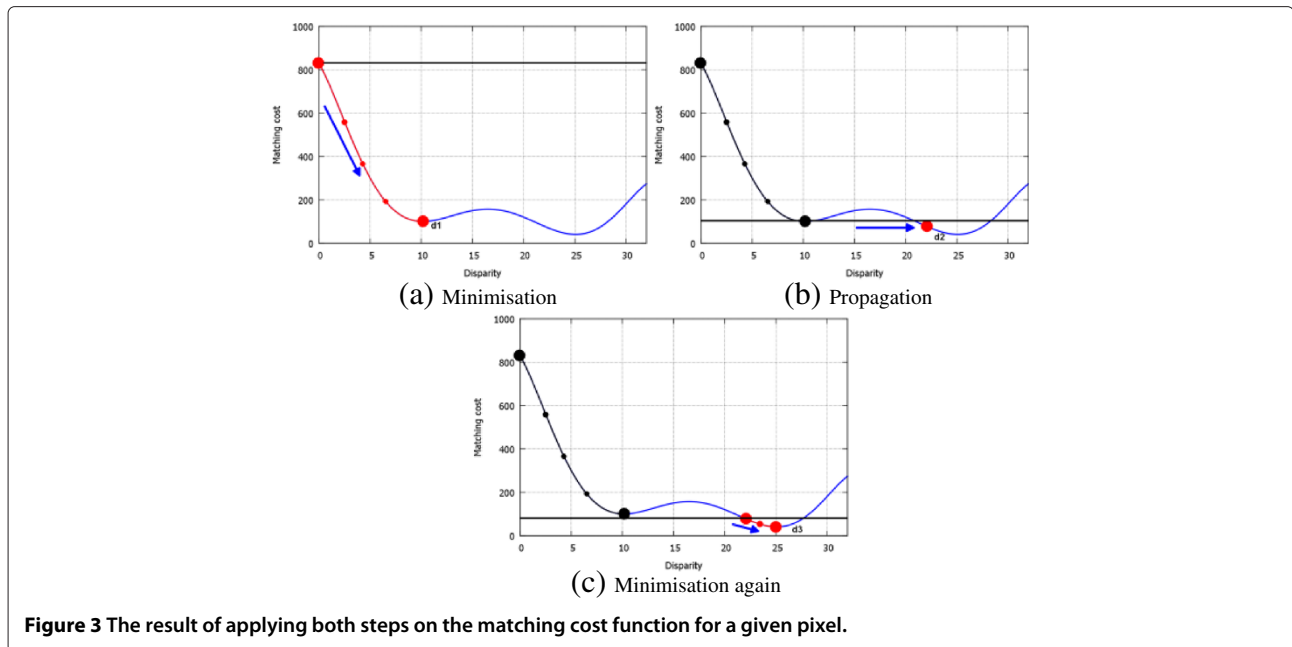 1000
800
600
400
200
0
Matching cost
d1
0 5 10 15 20 25 30
Disparity
(a) Minimisation
1000
800
600
400
200
0
Matching cost
d2
0 5 10 15 20 25 30
Disparity
(b) Propagation
1000
800
600
400
200
0
Matching cost
d3
0 5 10 15 20 25 30
Disparity
(c) Minimisation again
Figure 3 The result of applying both steps on the matching cost function for a given pixel.